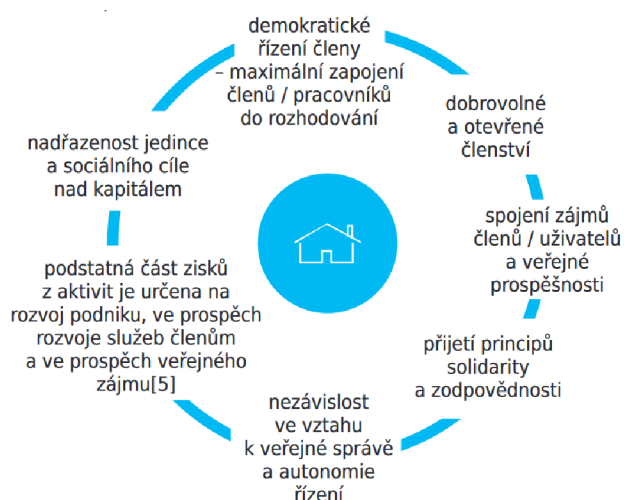 demokratické
řízení členy
– maximální zapojení
členů / pracovníků
do rozhodování
dobrovolné
a otevřené
členství
spojení zájmů
členů / uživatelů
a veřejné
prospěšnosti
přijetí principů
solidarity
a zodpovědnosti
nezávislost
ve vztahu
k veřejné správě
a autonomie
řízení
podstatná část zisků
z aktivit je určena na
rozvoj podniku, ve prospěch
rozvoje služeb členům
a ve prospěch veřejného
zájmu[5]
nadřazenost jedince
a sociálního cíle
nad kapitálem